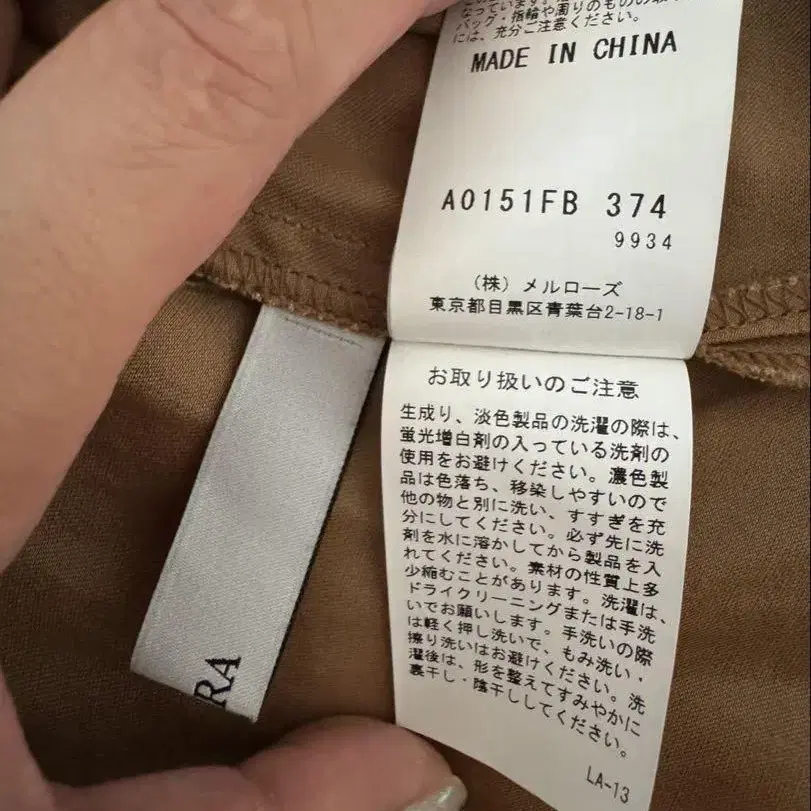 なっています。
バッグ・指輪や周りのものの取
には、充分ご注意ください。
MADE IN CHINA
A0151FB 374
9934
(株) メルローズ
東京都目黒区青葉台2-18-1
お取り扱いのご注意
生成り、淡色製品の洗濯の際は、
蛍光増白剤の入っている洗剤の
使用をお避けください。濃色製
品は色落ち、移染しやすいので
他の物と別に洗い、すすぎを充
分にしてください。必ず先に洗
剤を水に溶かしてから製品を入
れてください。素材の性質上多
少縮むことがあります。洗濯は、
ドライクリーニングまたは手洗
いでお願いします。手洗いの際
は軽く押し洗いで、もみ洗い・
擦り洗いはお避けください。洗
濯後は、形を整えてすみやかに
裏干し・陰干ししてください。
LA-13
RA